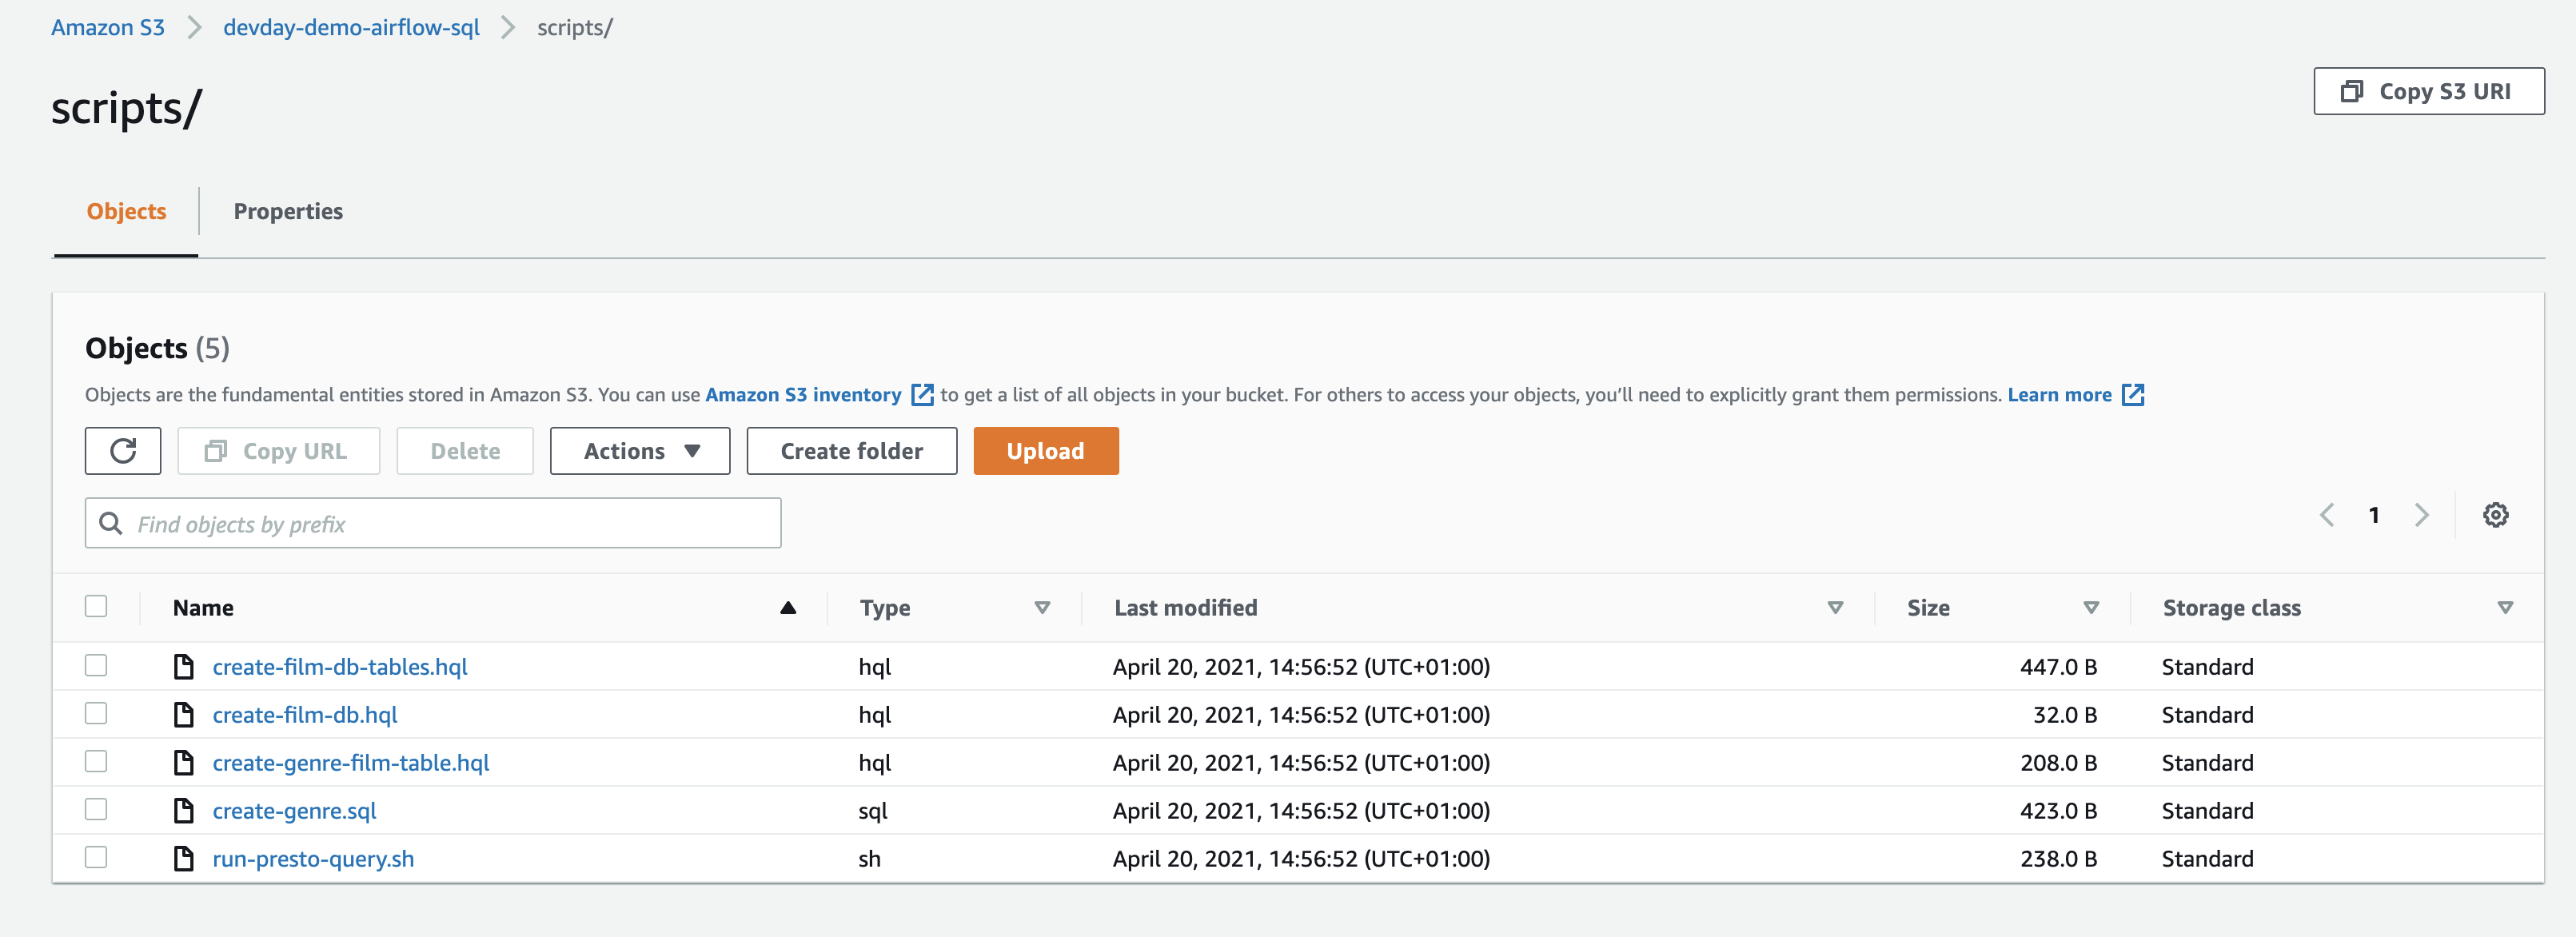 Amazon S3 > devday-demo-airflow-sql > scripts/
scripts/
Copy S3 URI
Objects
Properties
Objects (5)
Objects are the fundamental entities stored in Amazon S3. You can use Amazon S3 inventory to get a list of all objects in your bucket. For others to access your objects, you’ll need to explicitly grant them permissions. Learn more
Copy URL Delete Actions Create folder Upload
Find objects by prefix
1
Name Type Last modified Size Storage class
create-film-db-tables.hql hql April 20, 2021, 14:56:52 (UTC+01:00) 447.0 B Standard
create-film-db.hql hql April 20, 2021, 14:56:52 (UTC+01:00) 32.0 B Standard
create-genre-film-table.hql hql April 20, 2021, 14:56:52 (UTC+01:00) 208.0 B Standard
create-genre.sql sql April 20, 2021, 14:56:52 (UTC+01:00) 423.0 B Standard
run-presto-query.sh sh April 20, 2021, 14:56:52 (UTC+01:00) 238.0 B Standard